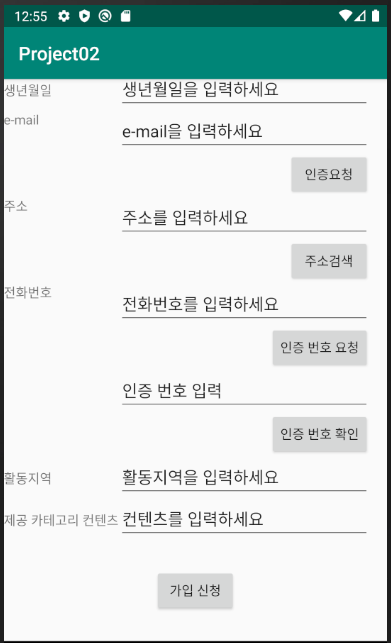 12:55
Project02
생년월일 생년월일을 입력하세요
e-mail e-mail을 입력하세요
인증요청
주소 주소를 입력하세요
주소검색
전화번호 전화번호를 입력하세요
인증 번호 요청
인증 번호 입력
인증 번호 확인
활동지역 활동지역을 입력하세요
제공 카테고리 컨텐츠 컨텐츠를 입력하세요
가입 신청